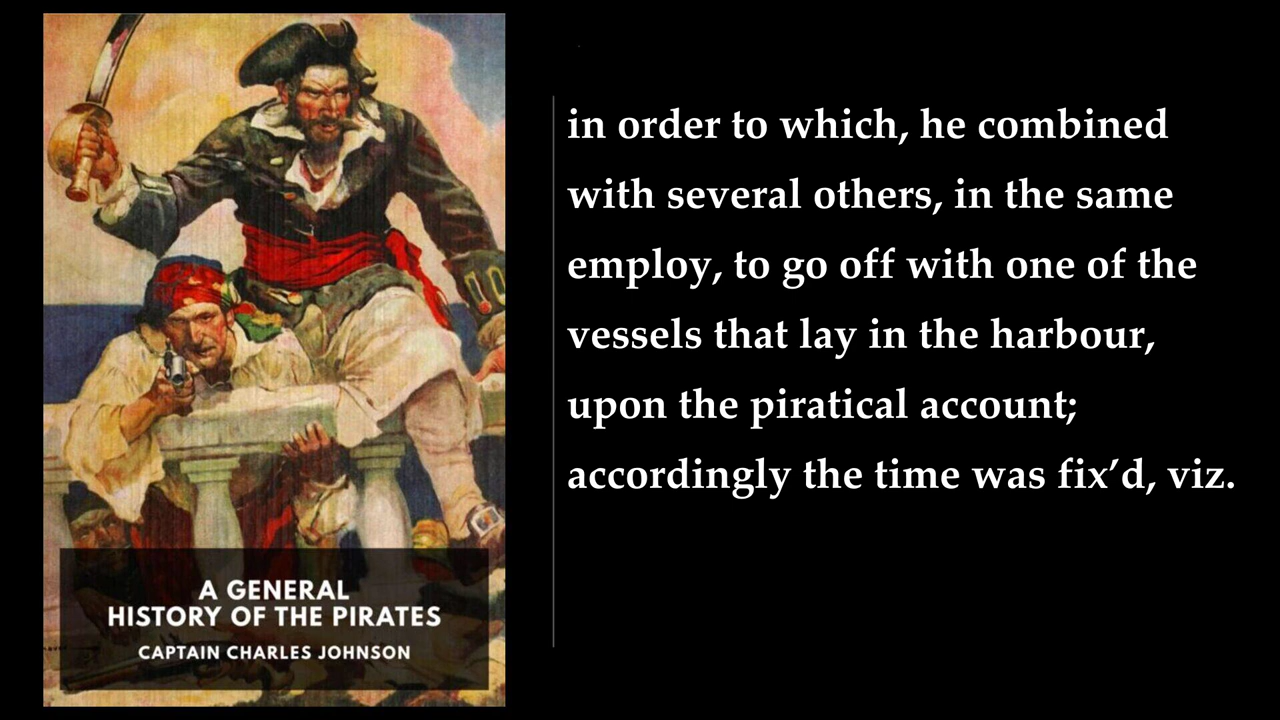 A GENERAL
HISTORY OF THE PIRATES
CAPTAIN CHARLES JOHNSON
in order to which, he combined
with several others, in the same
employ, to go off with one of the
vessels that lay in the harbour,
upon the piratical account;
accordingly the time was fix’d, viz.